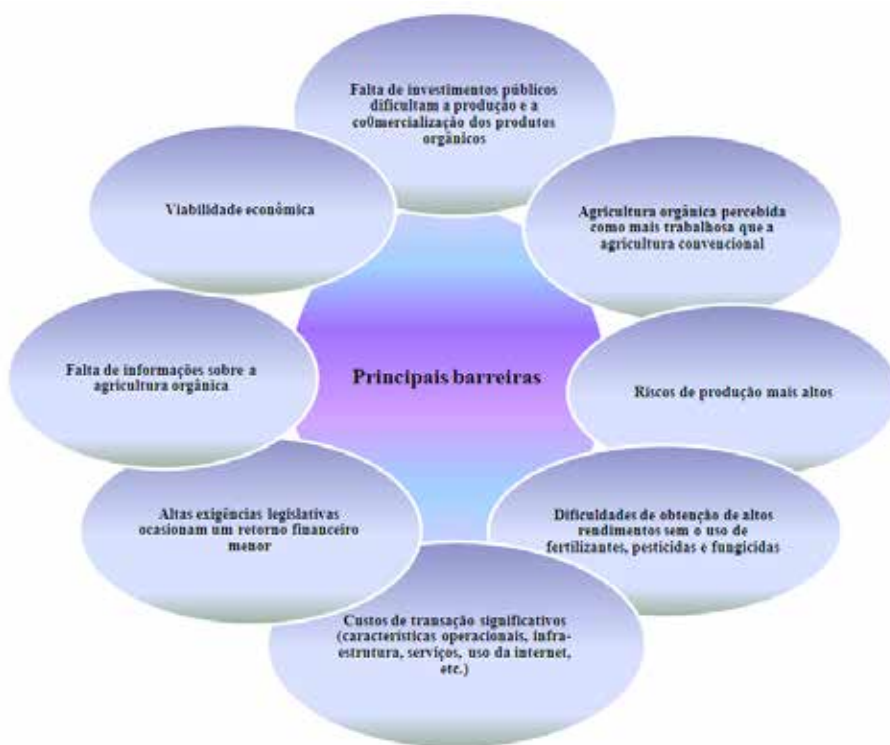 Falta de investimentos públicos
dificultam a produção e a
co0mercialização dos produtos
orgânicos
Agricultura orgânica percebida
como mais trabalhosa que a
agricultura convencional
Riscos de produção mais altos
Dificuldades de obtenção de altos
rendimentos sem o uso de
fertilizantes, pesticidas e fungicidas
Custos de transação significativos
(características operacionais, infra-
estrutura, serviços, uso da internet,
etc.)
Altas exigências legislativas
ocasionam um retorno financeiro
menor
Falta de informações sobre a
agricultura orgânica
Viabilidade econômica
Principais barreiras